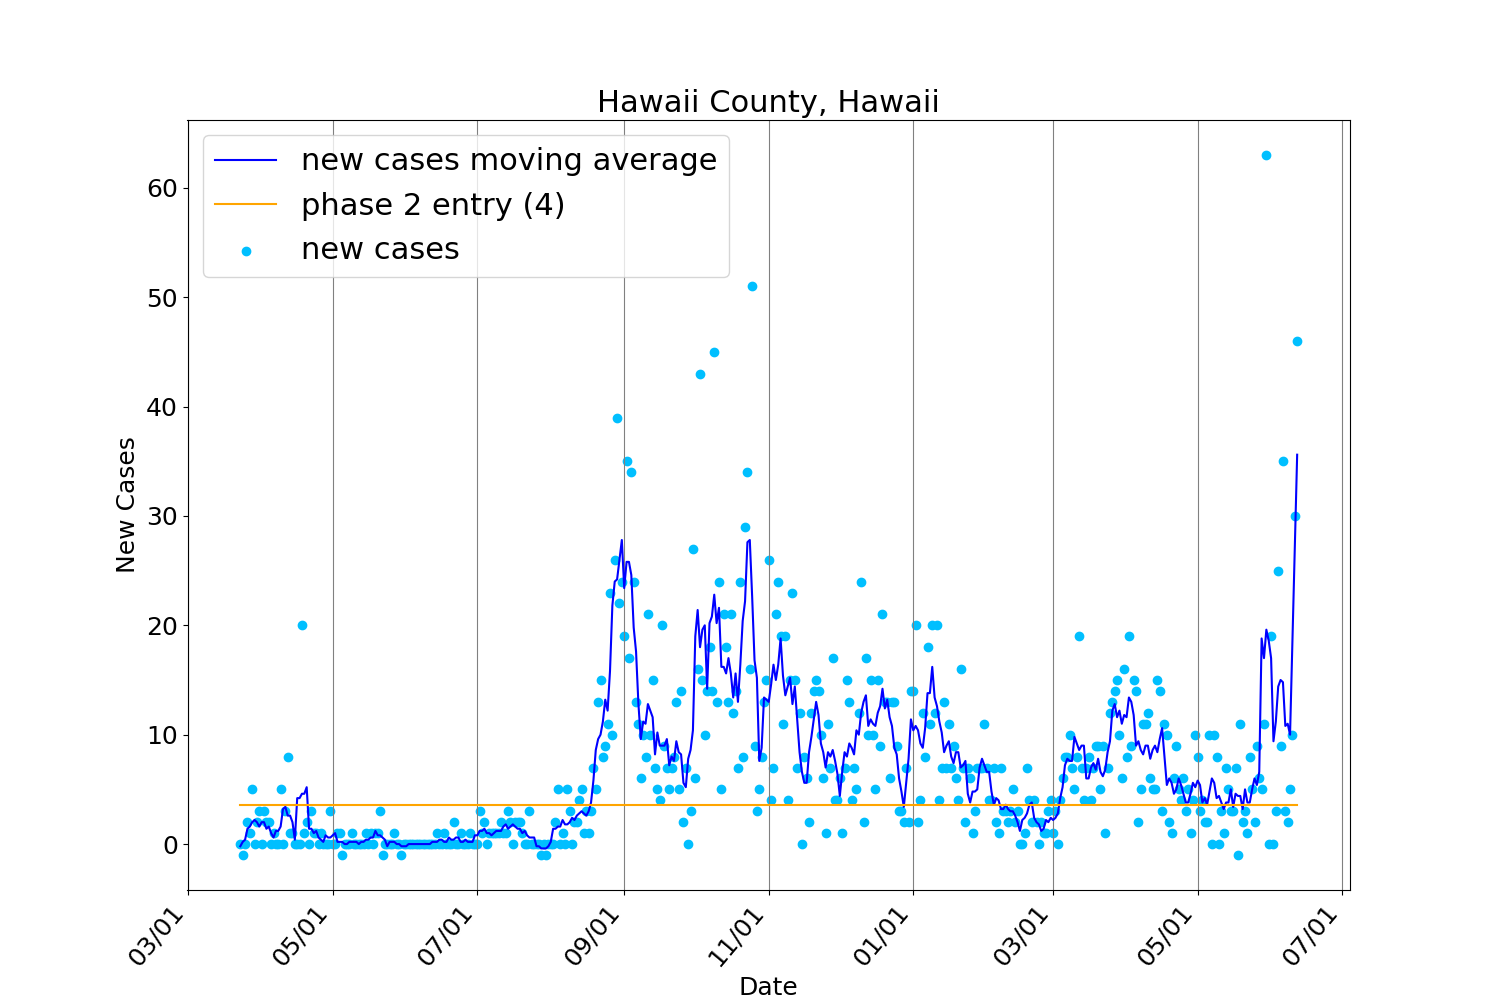 Hawaii County, Hawaii
new cases moving average
phase 2 entry (4)
new cases
60
50
40
30
20
10
0
New Cases
03/01
05/01
07/01
09/01
11/01
01/01
03/01
05/01
07/01
Date